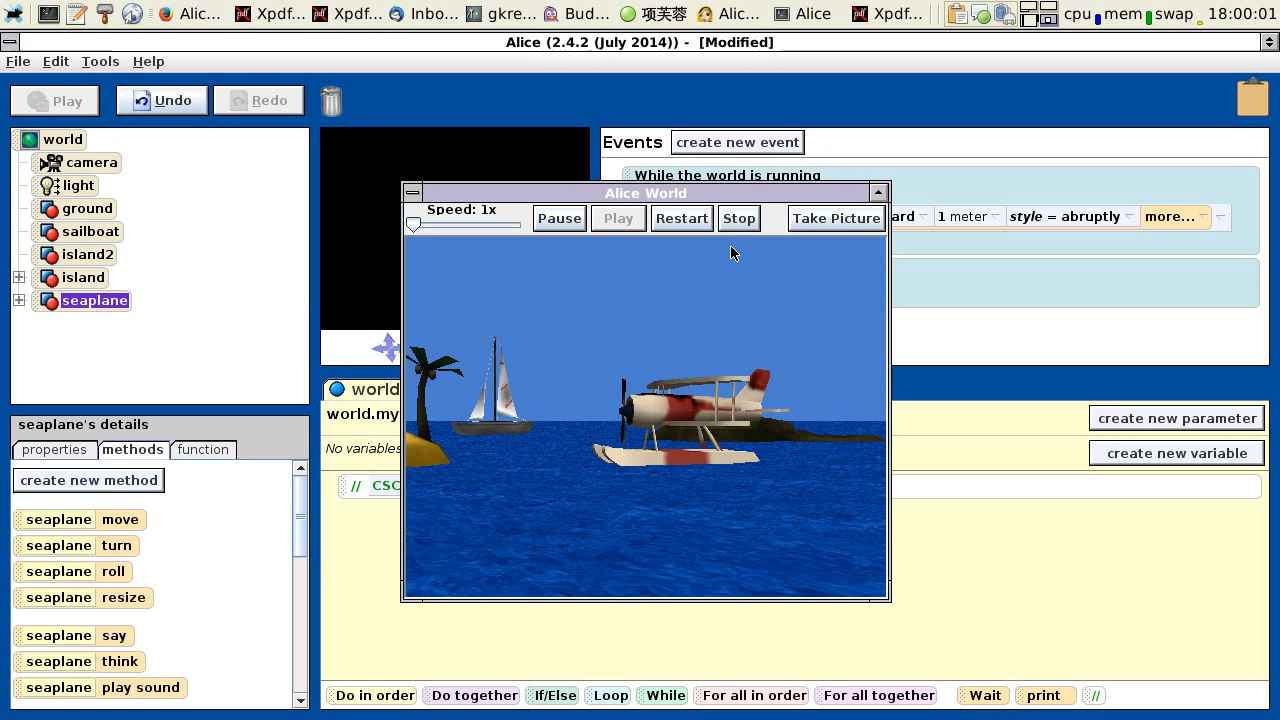 Alic... Xpdf... Xpdf... Inbo... gkne... Bud... 项芙蓉 Alic... Alice Xpdf... cpu mem swap 18:00:01
Alice (2.4.2 (July 2014)) - [Modified]
File Edit Tools Help
Play Undo Redo
world
camera
light
ground
sailboat
island2
island
seaplane
Events create new event
While the world is running
ard 1 meter style = abruptly more...
Alice World
Speed: 1x Pause Play Restart Stop Take Picture
seaplane's details
properties methods function
create new method
seaplane move
seaplane turn
seaplane roll
seaplane resize
seaplane say
seaplane think
seaplane play sound
world
world.my
create new parameter
No variables
create new variable
// CSC
Do in order Do together If/Else Loop While For all in order For all together Wait print //